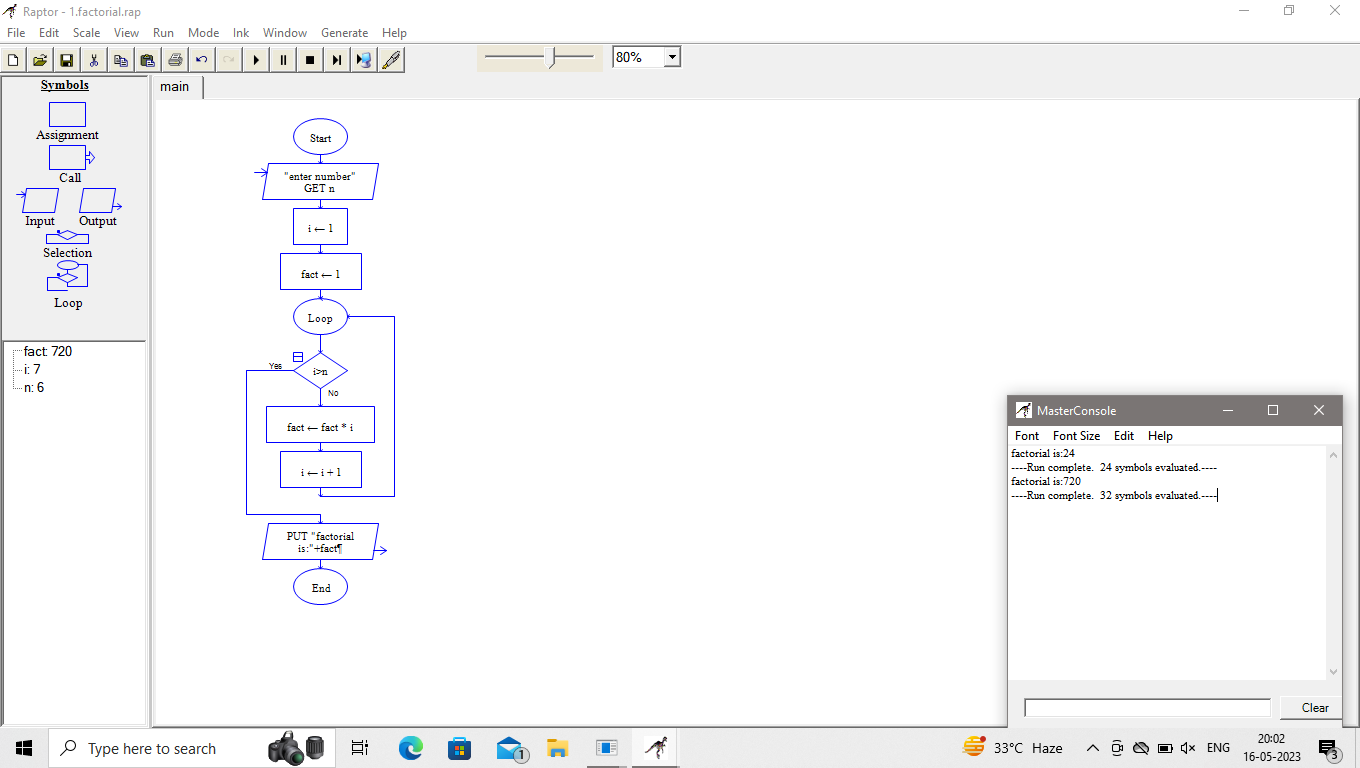 Raptor - 1.factorial.rap
File Edit Scale View Run Mode Ink Window Generate Help
80%
Symbols
Assignment
Call
Input Output
Selection
Loop
fact: 720
i: 7
n: 6
main
Start
"enter number"
GET n
i ← 1
fact ← 1
Loop
i>n
Yes
No
fact ← fact * i
i ← i + 1
PUT "factorial
is:"+fact¶
End
MasterConsole
Font Font Size Edit Help
factorial is:24
----Run complete.  24 symbols evaluated.----
factorial is:720
----Run complete.  32 symbols evaluated.----
Clear
Type here to search
1
33°C Haze
ENG
20:02
16-05-2023
3